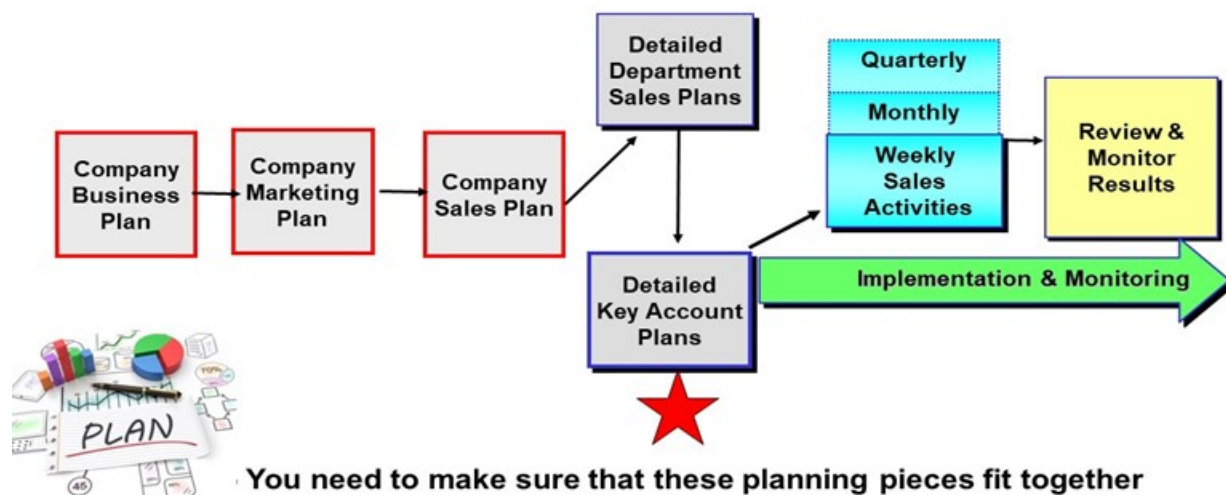 Company
Business
Plan
Company
Marketing
Plan
Company
Sales Plan
Detailed
Department
Sales Plans
Detailed
Key Account
Plans
Quarterly
Monthly
Weekly
Sales
Activities
Review &
Monitor
Results
Implementation & Monitoring
PLAN
70%
45
You need to make sure that these planning pieces fit together